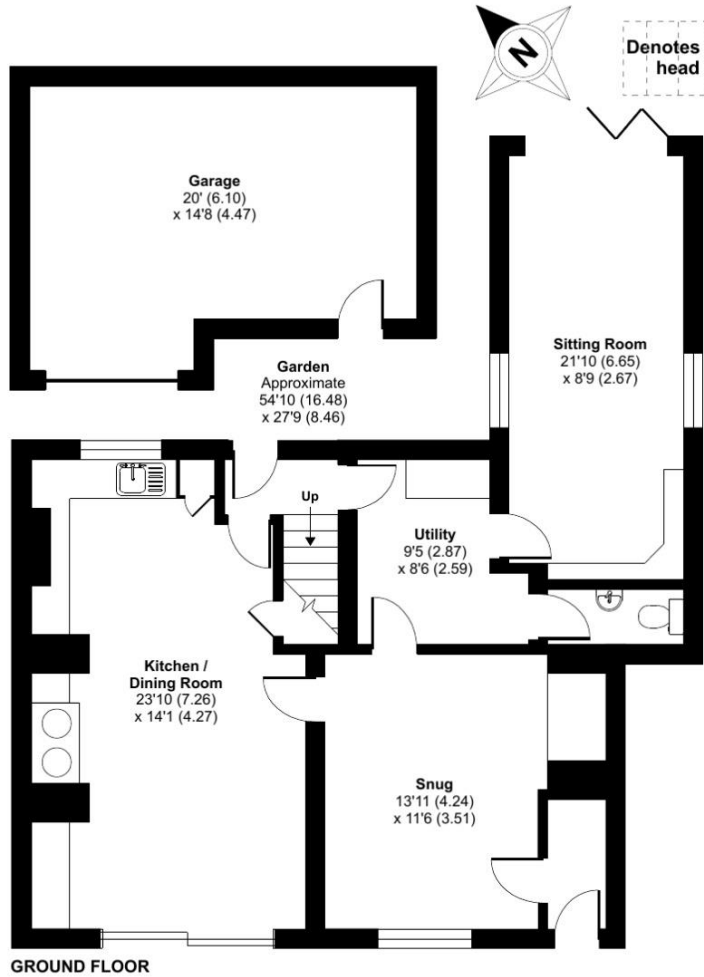 N
Denotes
head
Garage
20' (6.10)
x 14'8 (4.47)
Garden
Approximate
54'10 (16.48)
x 27'9 (8.46)
Sitting Room
21'10 (6.65)
x 8'9 (2.67)
Up
Utility
9'5 (2.87)
x 8'6 (2.59)
Kitchen /
Dining Room
23'10 (7.26)
x 14'1 (4.27)
Snug
13'11 (4.24)
x 11'6 (3.51)
GROUND FLOOR